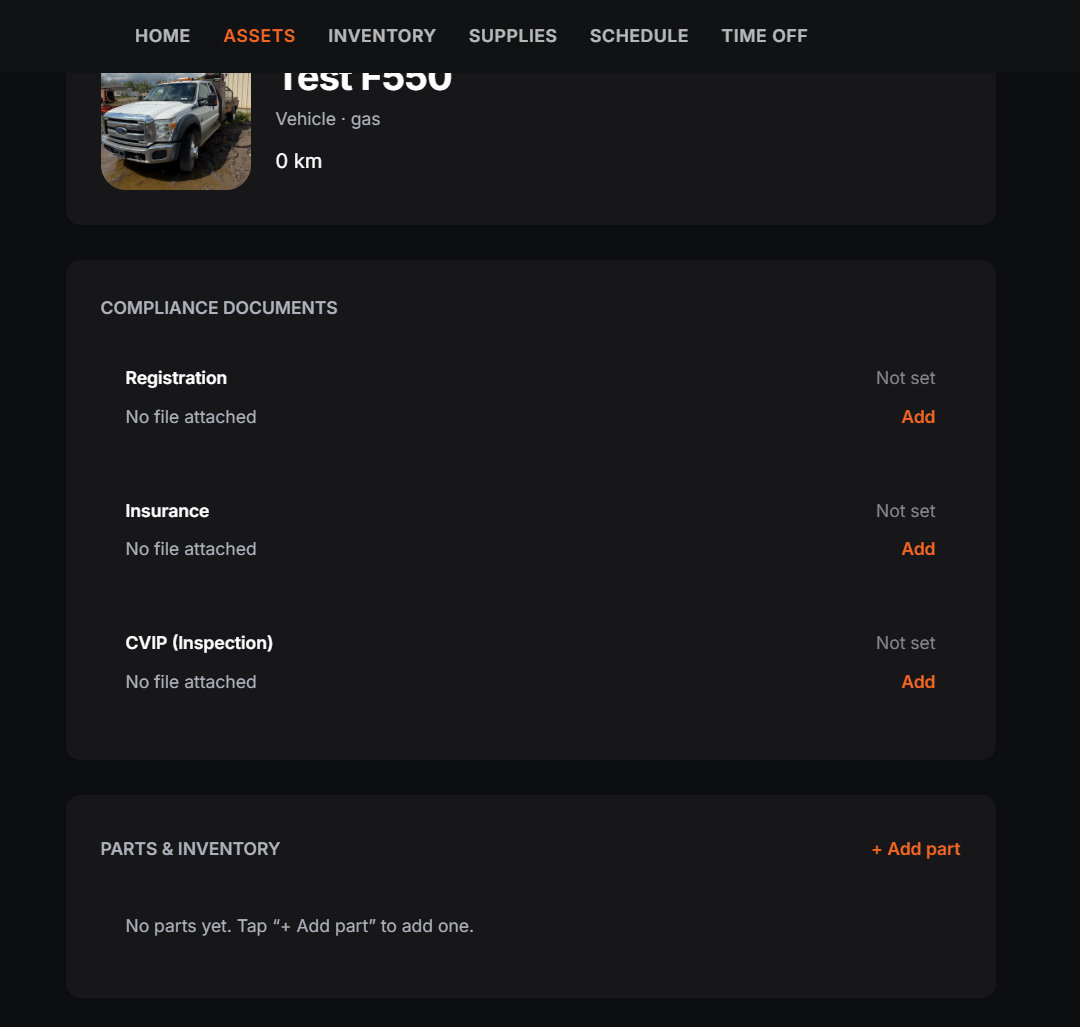 HOME ASSETS INVENTORY SUPPLIES SCHEDULE TIME OFF
Test F550
Vehicle · gas
0 km
COMPLIANCE DOCUMENTS
Registration Not set
No file attached Add
Insurance Not set
No file attached Add
CVIP (Inspection) Not set
No file attached Add
PARTS & INVENTORY + Add part
No parts yet. Tap “+ Add part” to add one.